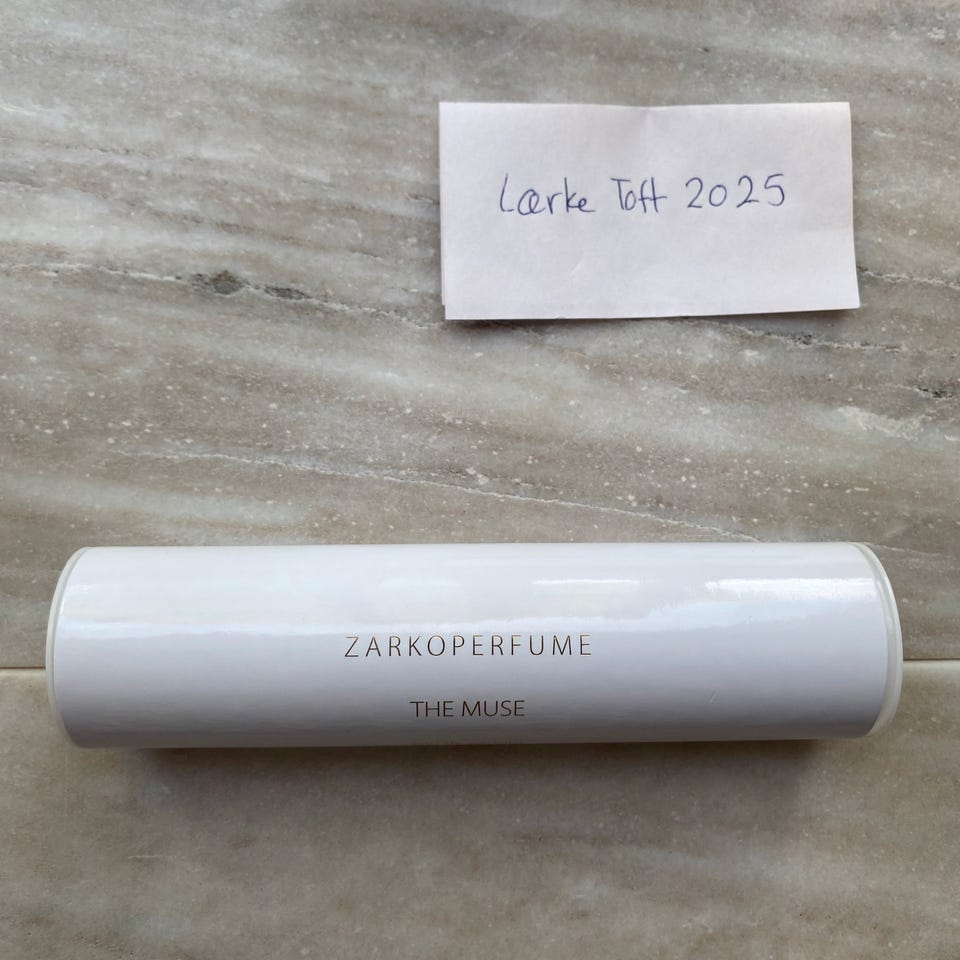 Lærke Toft 2025
ZARKOPERFUME
THE MUSE